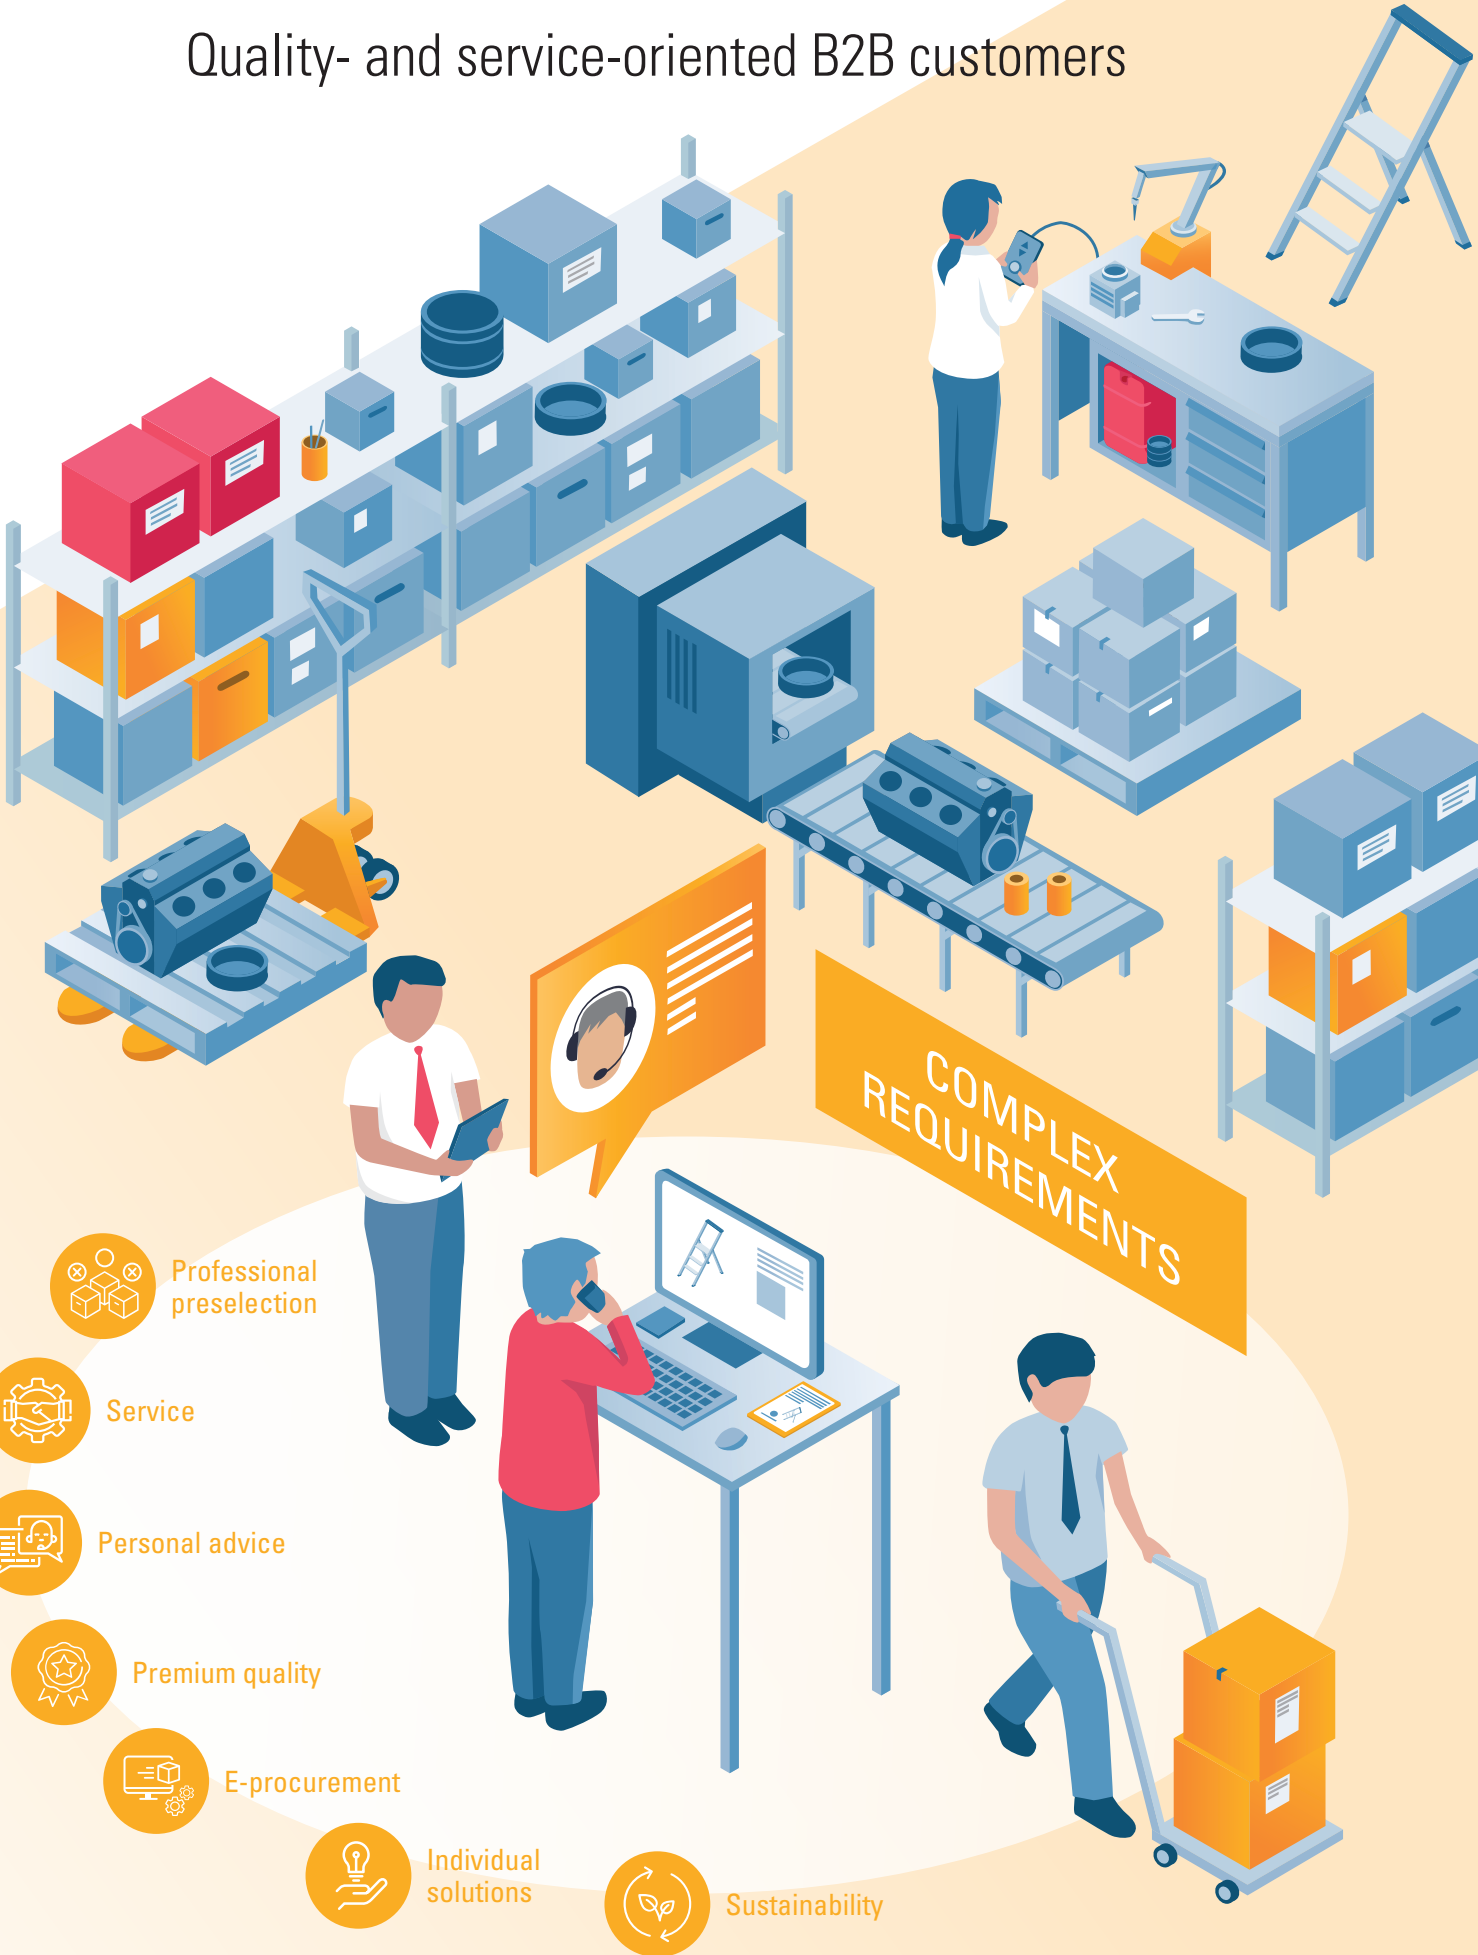 Quality- and service-oriented B2B customers
COMPLEX
REQUIREMENTS
Professional
preselection
Service
Personal advice
Premium quality
E-procurement
Individual
solutions
Sustainability